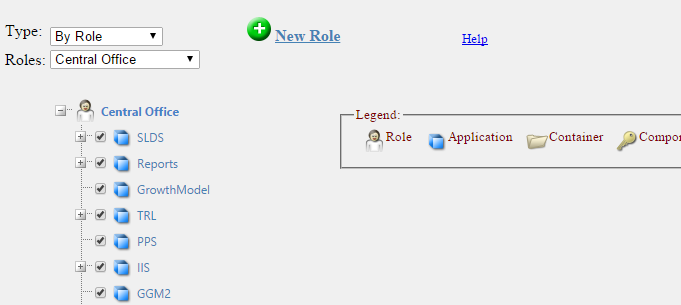 Type: By Role
New Role
Help
Roles: Central Office
Central Office
Legend:
Role Application Container
SLDS
Reports
GrowthModel
TRL
PPS
IIS
GGM2